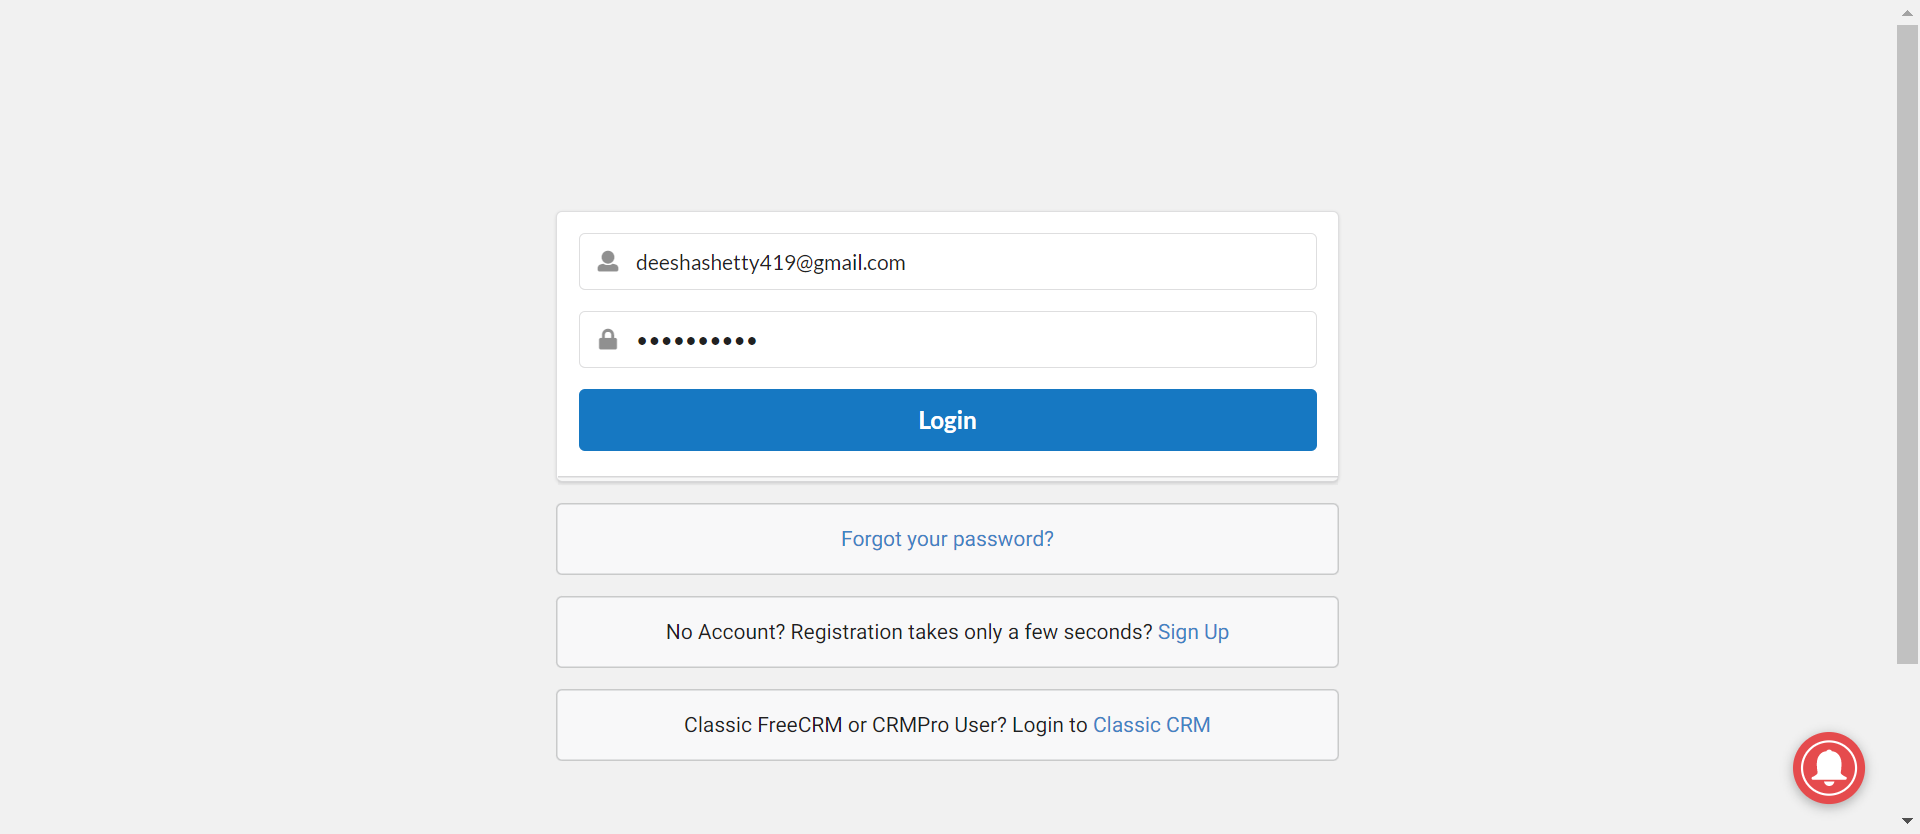 deeshashetty419@gmail.com
••••••••••
Login
Forgot your password?
No Account? Registration takes only a few seconds? Sign Up
Classic FreeCRM or CRMPro User? Login to Classic CRM